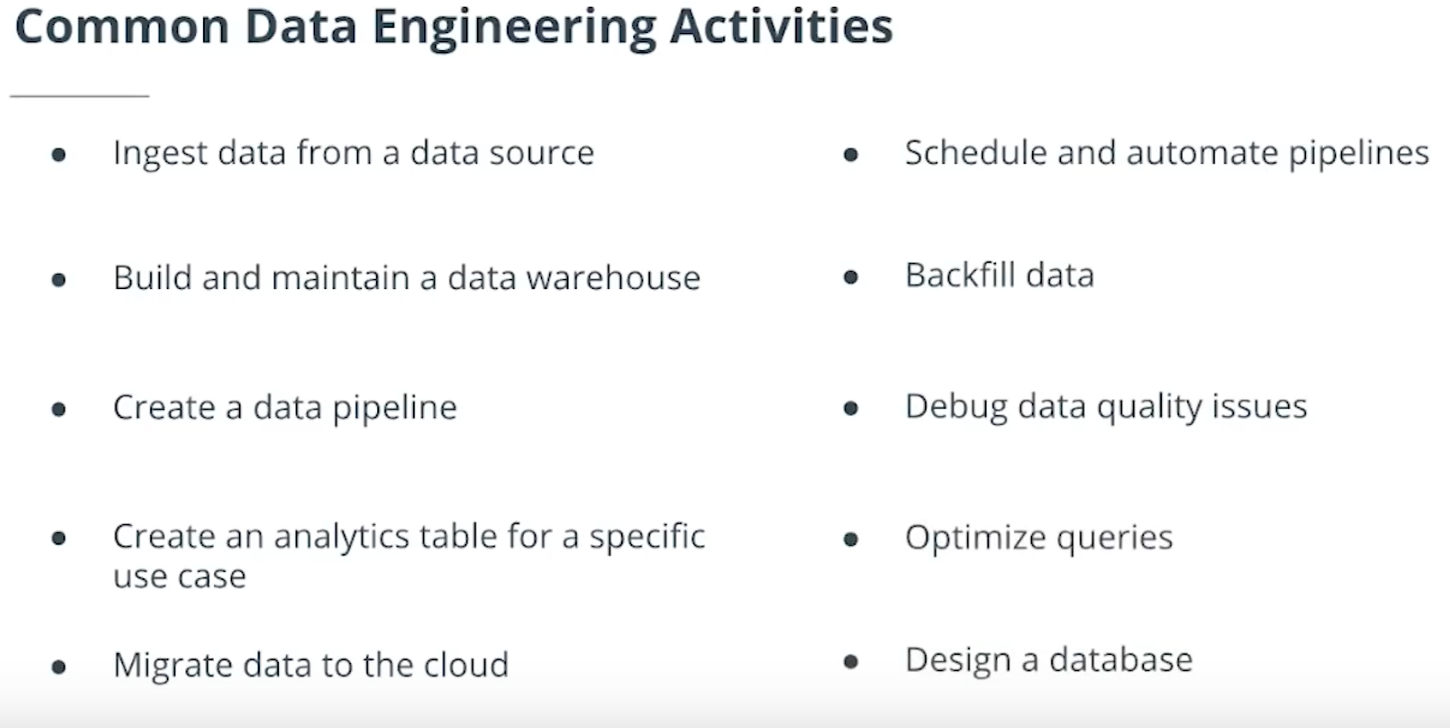 Common Data Engineering Activities
Ingest data from a data source
Build and maintain a data warehouse
Create a data pipeline
Create an analytics table for a specific
use case
Migrate data to the cloud
Schedule and automate pipelines
Backfill data
Debug data quality issues
Optimize queries
Design a database